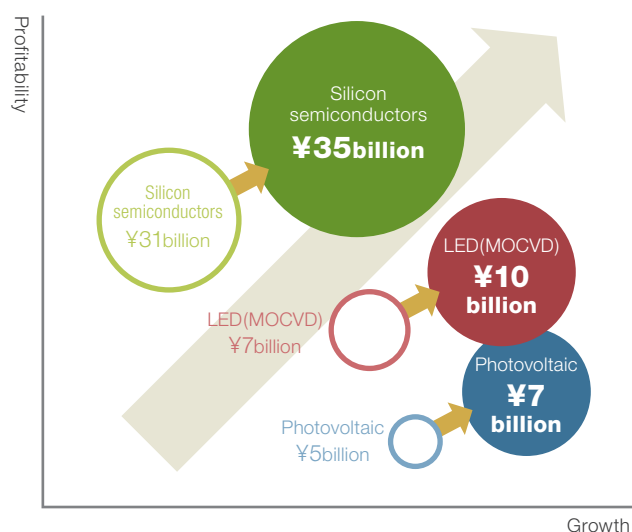 Profitability
Silicon
semiconductors
¥35billion
Silicon
semiconductors
¥31billion
LED(MOCVD)
¥10
billion
LED(MOCVD)
¥7billion
Photovoltaic
¥7
billion
Photovoltaic
¥5billion
Growth